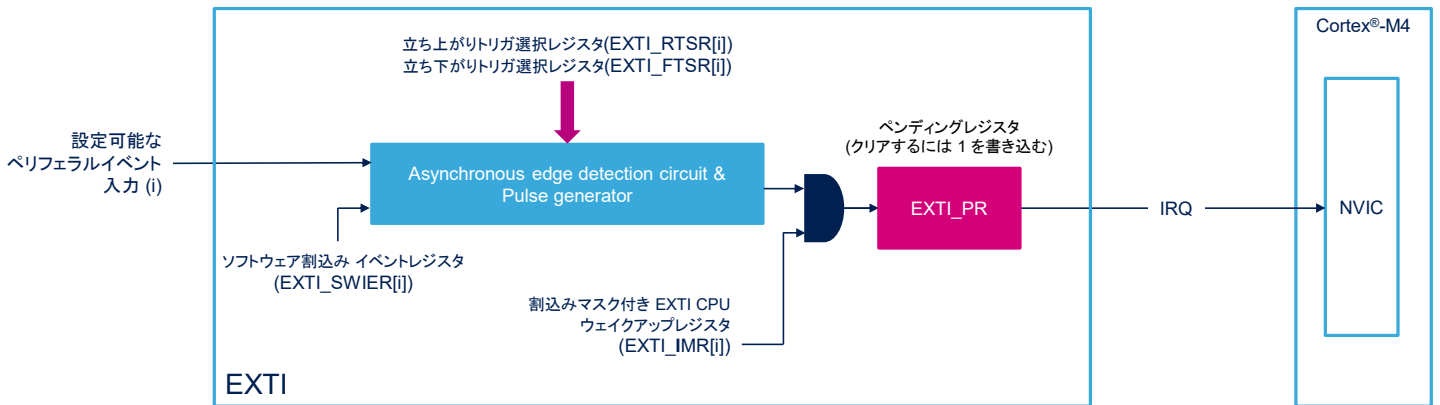 Cortex®-M4
立ち上がりトリガ選択レジスタ(EXTI_RTSR[i])
立ち下がりトリガ選択レジスタ(EXTI_FTSR[i])
設定可能な
ペリフェラルイベント
入力 (i)
ペンディングレジスタ
(クリアするには 1 を書き込む)
Asynchronous edge detection circuit &
Pulse generator
EXTI_PR
IRQ
NVIC
ソフトウェア割込み イベントレジスタ
(EXTI_SWIER[i])
割込みマスク付き EXTI CPU
ウェイクアップレジスタ
(EXTI_IMR[i])
EXTI